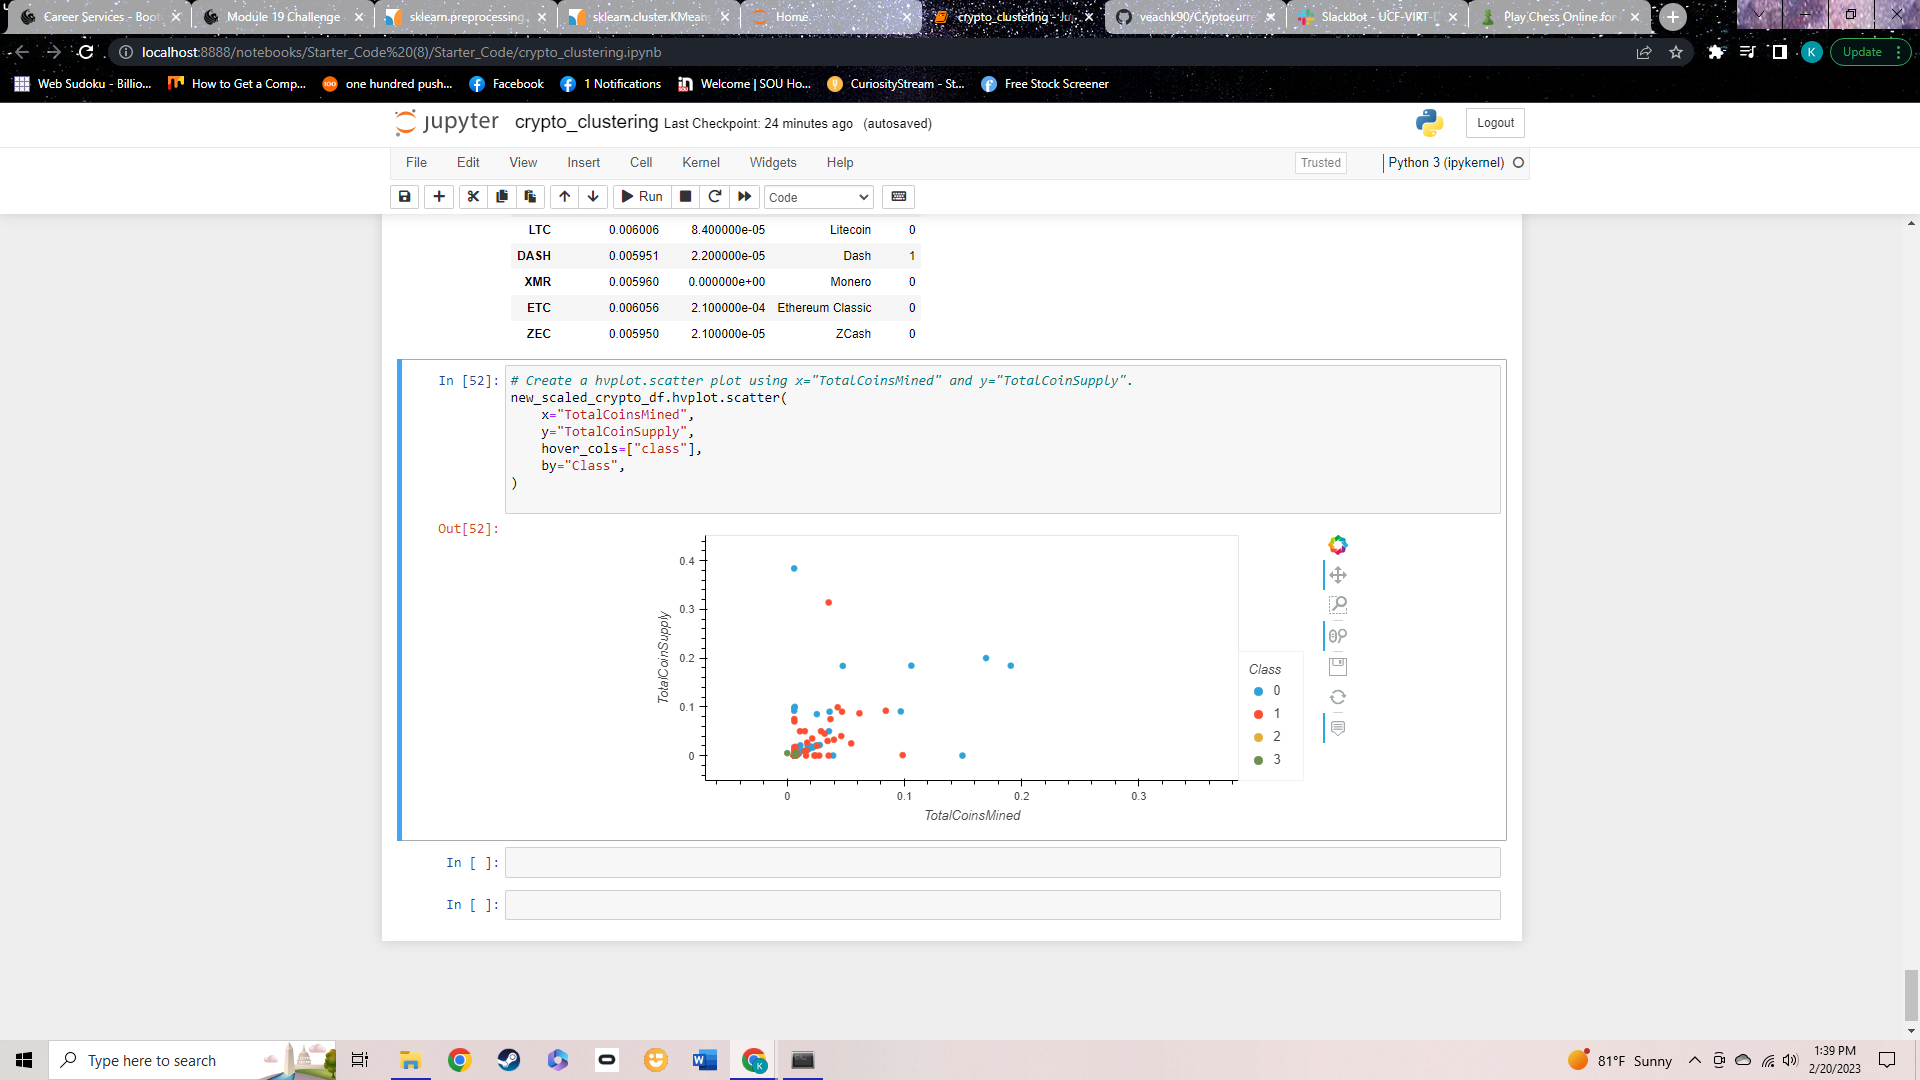 Career Services - Boot
Module 19 Challenge
sklearn.preprocessing.
sklearn.cluster.KMean
Home
crypto_clustering - Ju
veachk90/Cryptocurre
Slackbot - UCF-VIRT-
Play Chess Online for
localhost:8888/notebooks/Starter_Code%20(8)/Starter_Code/crypto_clustering.ipynb
K
Update
Web Sudoku - Billio...
How to Get a Comp...
one hundred push...
Facebook
1 Notifications
Welcome | SOU Ho...
CuriosityStream - St...
Free Stock Screener
jupyter crypto_clustering Last Checkpoint: 24 minutes ago (autosaved)
Logout
File Edit View Insert Cell Kernel Widgets Help
Trusted
Python 3 (ipykernel)
Run
Code
LTC 0.006006 8.400000e-05 Litecoin 0
DASH 0.005951 2.200000e-05 Dash 1
XMR 0.005960 0.000000e+00 Monero 0
ETC 0.006056 2.100000e-04 Ethereum Classic 0
ZEC 0.005950 2.100000e-05 ZCash 0
In [52]:
# Create a hvplot.scatter plot using x="TotalCoinsMined" and y="TotalCoinSupply".
new_scaled_crypto_df.hvplot.scatter(
x="TotalCoinsMined",
y="TotalCoinSupply",
hover_cols=["class"],
by="Class",
)
Out[52]:
TotalCoinSupply
0.4
0.3
0.2
0.1
0
0 0.1 0.2 0.3
TotalCoinsMined
Class
0
1
2
3
In [ ]:
In [ ]:
Type here to search
81°F Sunny
1:39 PM
2/20/2023